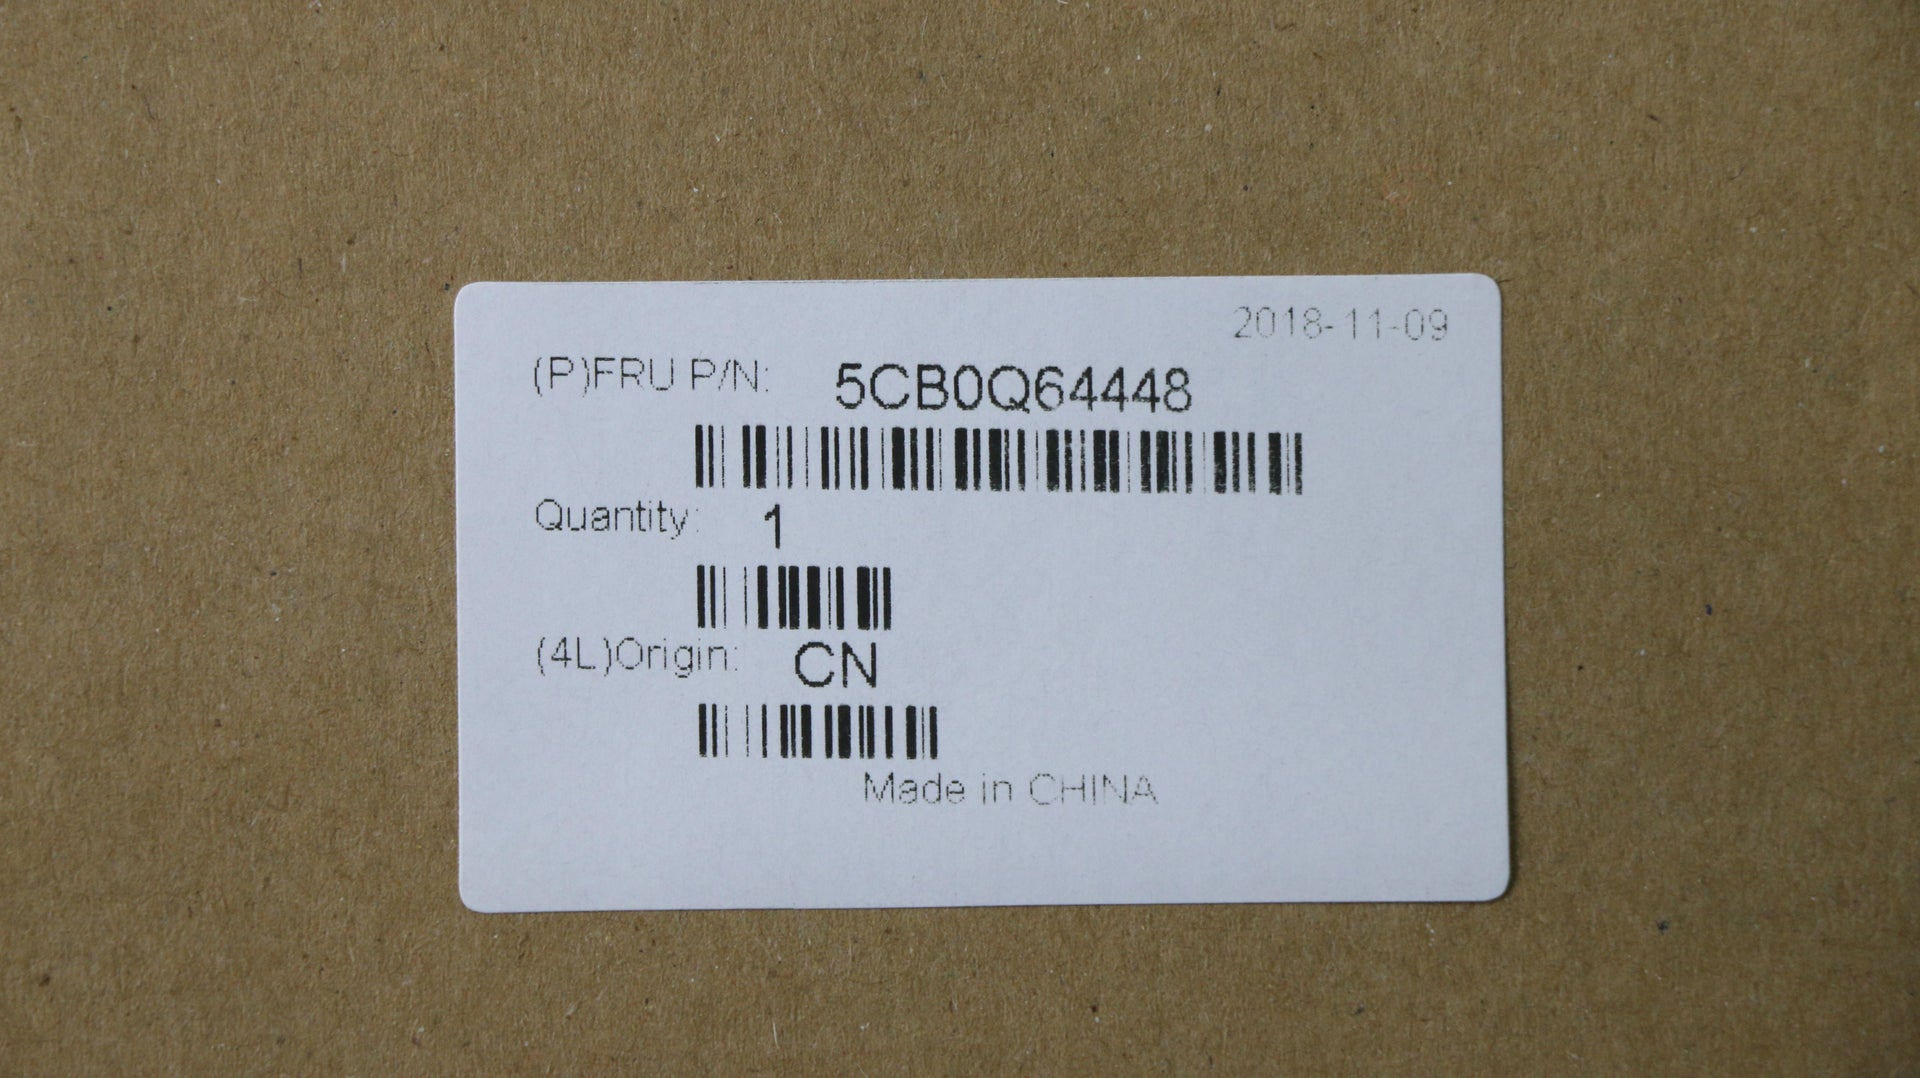 2018-11-09
(P)FRU P/N: 5CB0Q64448
Quantity: 1
(4L)Origin: CN
Made in CHINA